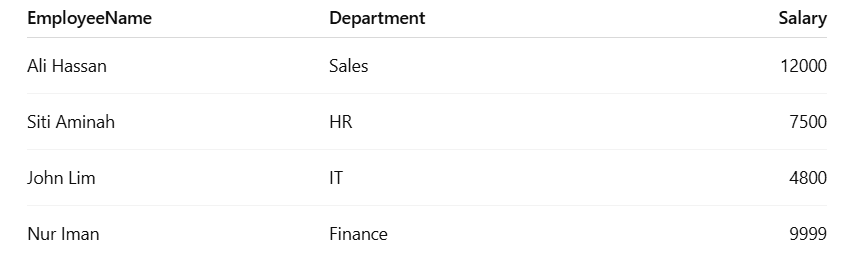 EmployeeName Department Salary
Ali Hassan Sales 12000
Siti Aminah HR 7500
John Lim IT 4800
Nur Iman Finance 9999